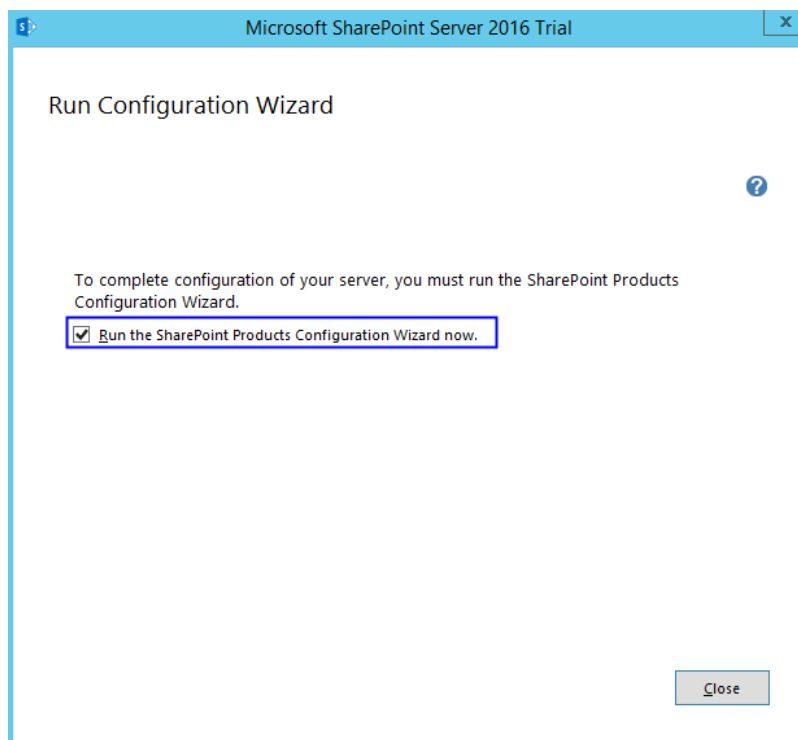 Microsoft SharePoint Server 2016 Trial
Run Configuration Wizard
To complete configuration of your server, you must run the SharePoint Products
Configuration Wizard.
Run the SharePoint Products Configuration Wizard now.
Close